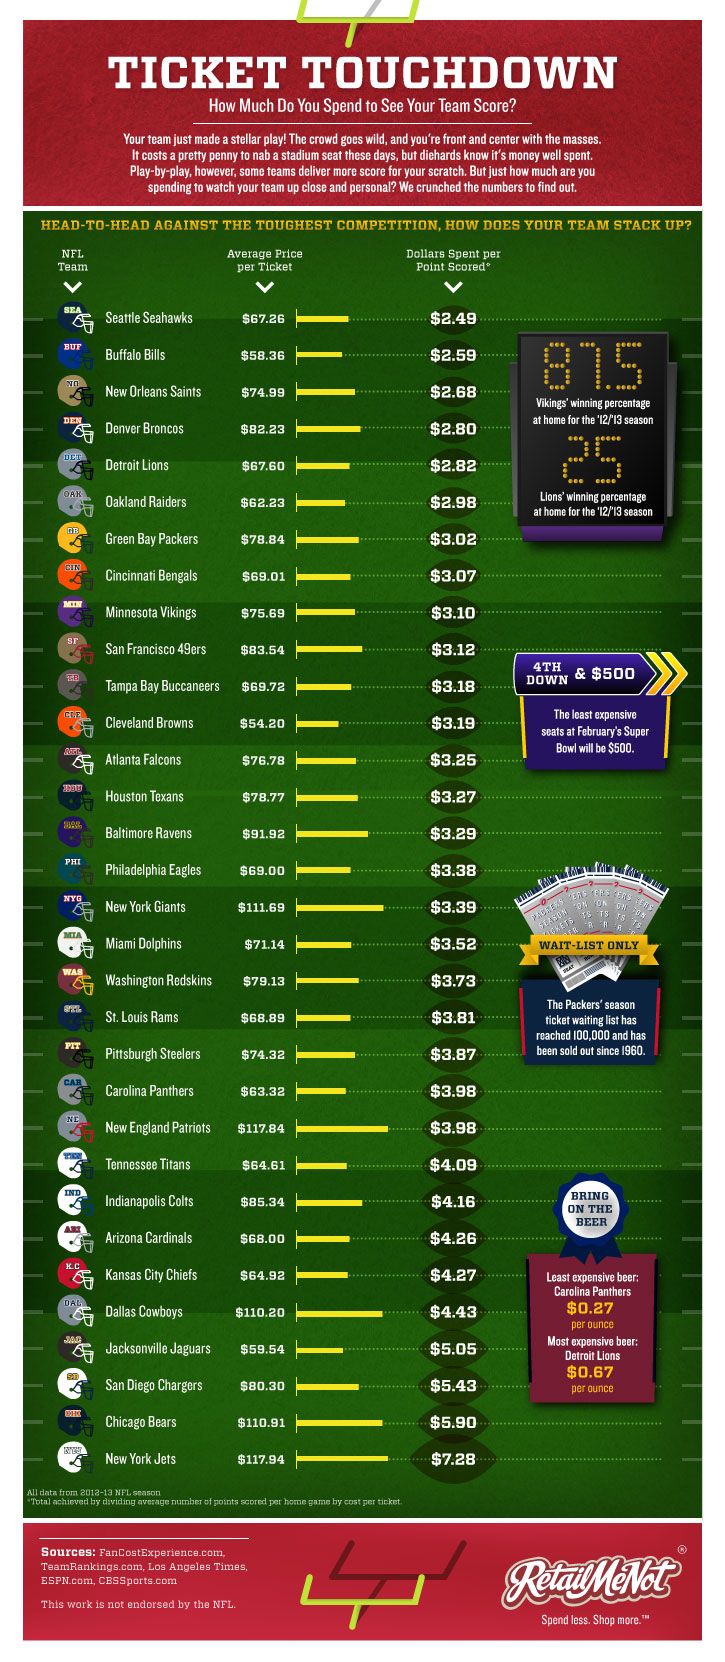 TICKET TOUCHDOWN
How Much Do You Spend to See Your Team Score?
Your team just made a stellar play! The crowd goes wild, and you're front and center with the masses.
It costs a pretty penny to nab a stadium seat these days, but diehards know it's money well spent.
Play-by-play, however, some teams deliver more score for your scratch. But just how much are you
spending to watch your team up close and personal? We crunched the numbers to find out.
HEAD-TO-HEAD AGAINST THE TOUGHEST COMPETITION, HOW DOES YOUR TEAM STACK UP?
NFL Team
Average Price per Ticket
Dollars Spent per Point Scored*
SEA Seattle Seahawks $67.26 $2.49
BUF Buffalo Bills $58.36 $2.59
NO New Orleans Saints $74.99 $2.68
DEN Denver Broncos $82.23 $2.80
DET Detroit Lions $67.60 $2.82
OAK Oakland Raiders $62.23 $2.98
GB Green Bay Packers $78.84 $3.02
CIN Cincinnati Bengals $69.01 $3.07
MIN Minnesota Vikings $75.69 $3.10
SF San Francisco 49ers $83.54 $3.12
TB Tampa Bay Buccaneers $69.72 $3.18
CLE Cleveland Browns $54.20 $3.19
ATL Atlanta Falcons $76.78 $3.25
HOU Houston Texans $78.77 $3.27
BAL Baltimore Ravens $91.92 $3.29
PHI Philadelphia Eagles $69.00 $3.38
NYG New York Giants $111.69 $3.39
MIA Miami Dolphins $71.14 $3.52
WAS Washington Redskins $79.13 $3.73
STL St. Louis Rams $68.89 $3.81
PIT Pittsburgh Steelers $74.32 $3.87
CAR Carolina Panthers $63.32 $3.98
NE New England Patriots $117.84 $3.98
TEN Tennessee Titans $64.61 $4.09
IND Indianapolis Colts $85.34 $4.16
ARI Arizona Cardinals $68.00 $4.26
K.C Kansas City Chiefs $64.92 $4.27
DAL Dallas Cowboys $110.20 $4.43
JAC Jacksonville Jaguars $59.54 $5.05
SD San Diego Chargers $80.30 $5.43
CHI Chicago Bears $110.91 $5.90
NYJ New York Jets $117.94 $7.28
87.5
Vikings' winning percentage
at home for the '12/'13 season
25
Lions' winning percentage
at home for the '12/'13 season
4TH DOWN & $500
The least expensive
seats at February's Super
Bowl will be $500.
WAIT-LIST ONLY
The Packers' season
ticket waiting list has
reached 100,000 and has
been sold out since 1960.
BRING
ON THE
BEER
Least expensive beer:
Carolina Panthers
$0.27
per ounce
Most expensive beer:
Detroit Lions
$0.67
per ounce
All data from 2012-13 NFL season
*Total achieved by dividing average number of points scored per home game by cost per ticket.
Sources: FanCostExperience.com,
TeamRankings.com, Los Angeles Times,
ESPN.com, CBSSports.com
This work is not endorsed by the NFL.
RetailMeNot®
Spend less. Shop more.™